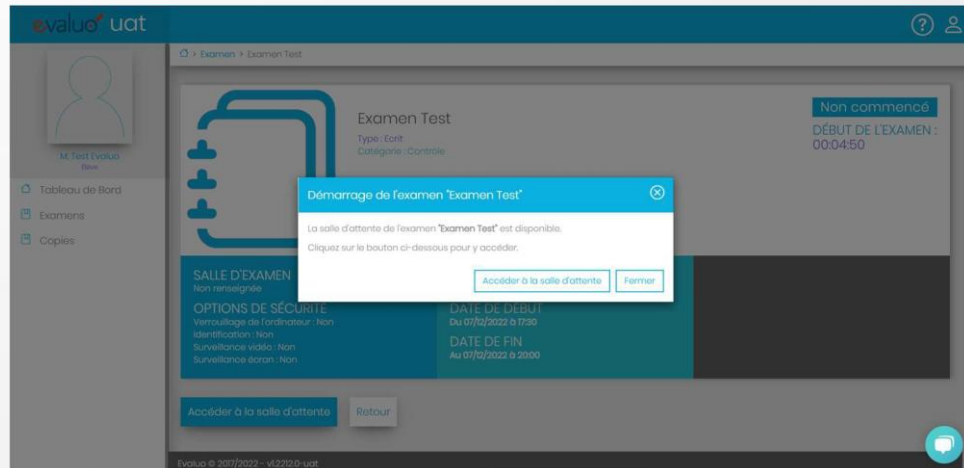 evaluo uat
> Examen > Examen Test
M. Test Evaluo
Élève
Tableau de Bord
Examens
Copies
Examen Test
Type : Ecrit
Catégorie : Contrôle
Non commencé
DÉBUT DE L'EXAMEN :
00:04:50
Démarrage de l'examen "Examen Test"
La salle d'attente de l'examen "Examen Test" est disponible.
Cliquez sur le bouton ci-dessous pour y accéder.
Accéder à la salle d'attente
Fermer
SALLE D'EXAMEN
Non renseignée
OPTIONS DE SÉCURITÉ
Verrouillage de l'ordinateur : Non
Identification : Non
Surveillance vidéo : Non
Surveillance écran : Non
DATE DE DÉBUT
Du 07/12/2022 à 17:30
DATE DE FIN
Au 07/12/2022 à 20:00
Accéder à la salle d'attente
Retour
Evaluo © 2017/2022 - v1.2212.0-uat